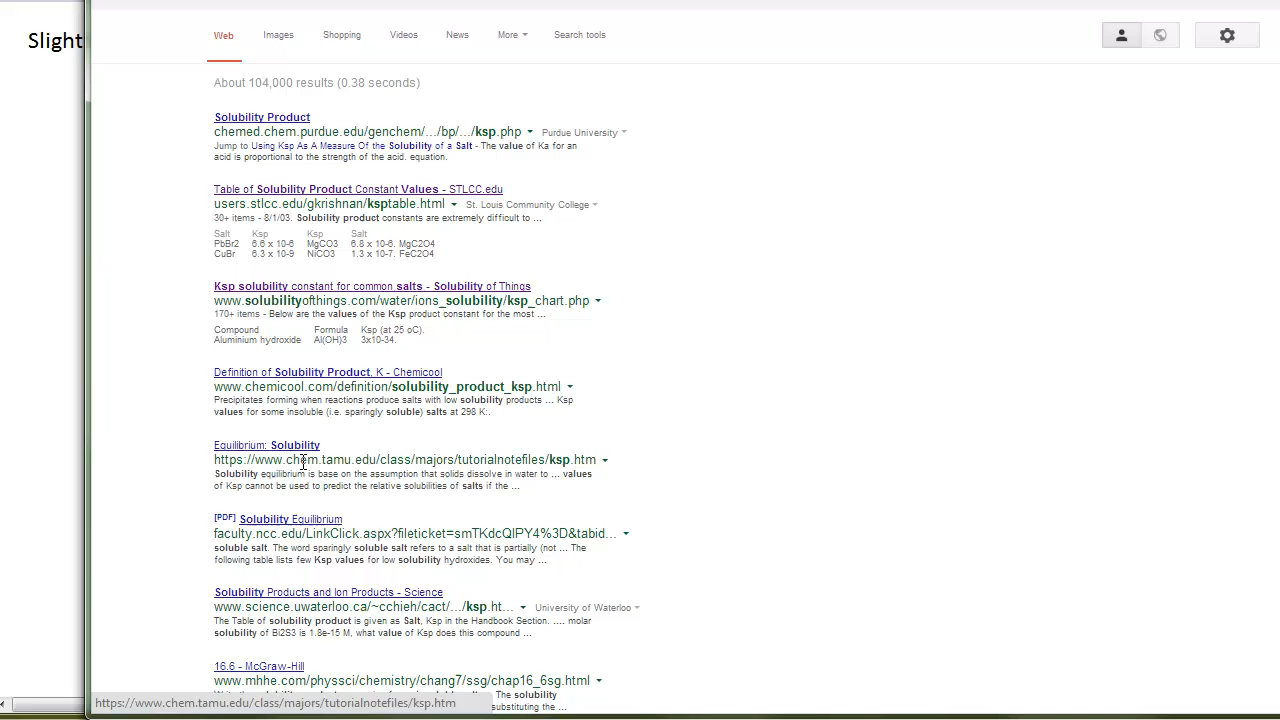 Slight
Web Images Shopping Videos News More Search tools
About 104,000 results (0.38 seconds)
Solubility Product
chemed.chem.purdue.edu/genchem/.../bp/.../ksp.php Purdue University
Jump to Using Ksp As A Measure Of the Solubility of a Salt - The value of Ka for an
acid is proportional to the strength of the acid. equation.
Table of Solubility Product Constant Values - STLCC.edu
users.stlcc.edu/gkrishnan/ksptable.html St. Louis Community College
30+ items - 8/1/03. Solubility product constants are extremely difficult to ...
Salt Ksp Ksp Salt
PbBr2 6.6 x 10-6 MgCO3 6.8 x 10-6. MgC2O4
CuBr 6.3 x 10-9 NiCO3 1.3 x 10-7. FeC2O4
Ksp solubility constant for common salts - Solubility of Things
www.solubilityofthings.com/water/ions_solubility/ksp_chart.php
170+ items - Below are the values of the Ksp product constant for the most ...
Compound Formula Ksp (at 25 oC).
Aluminium hydroxide Al(OH)3 3x10-34.
Definition of Solubility Product, K - Chemicool
www.chemicool.com/definition/solubility_product_ksp.html
Precipitates forming when reactions produce salts with low solubility products ... Ksp
values for some insoluble (i.e. sparingly soluble) salts at 298 K:.
Equilibrium: Solubility
https://www.chem.tamu.edu/class/majors/tutorialnotefiles/ksp.htm
Solubility equilibrium is base on the assumption that solids dissolve in water to ... values
of Ksp cannot be used to predict the relative solubilities of salts if the ...
[PDF] Solubility Equilibrium
faculty.ncc.edu/LinkClick.aspx?fileticket=smTKdcQIPY4%3D&tabid...
soluble salt. The word sparingly soluble salt refers to a salt that is partially (not ... The
following table lists few Ksp values for low solubility hydroxides. You may ...
Solubility Products and Ion Products - Science
www.science.uwaterloo.ca/~cchieh/cact/.../ksp.ht... University of Waterloo
The Table of solubility product is given as Salt, Ksp in the Handbook Section. .... molar
solubility of Bi2S3 is 1.8e-15 M, what value of Ksp does this compound ...
16.6 - McGraw-Hill
www.mhhe.com/physsci/chemistry/chang7/ssg/chap16_6sg.html
The solubility
https://www.chem.tamu.edu/class/majors/tutorialnotefiles/ksp.htm substituting the ...